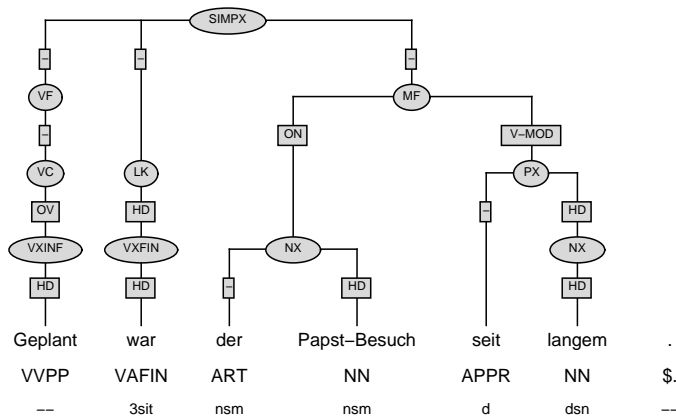 SIMPX
– – –
VF MF
– ON V–MOD
VC LK PX
OV HD – HD
VXINF VXFIN NX NX
HD HD – HD HD
Geplant war der Papst–Besuch seit langem .
VVPP VAFIN ART NN APPR NN $.
–– 3sit nsm nsm d dsn ––